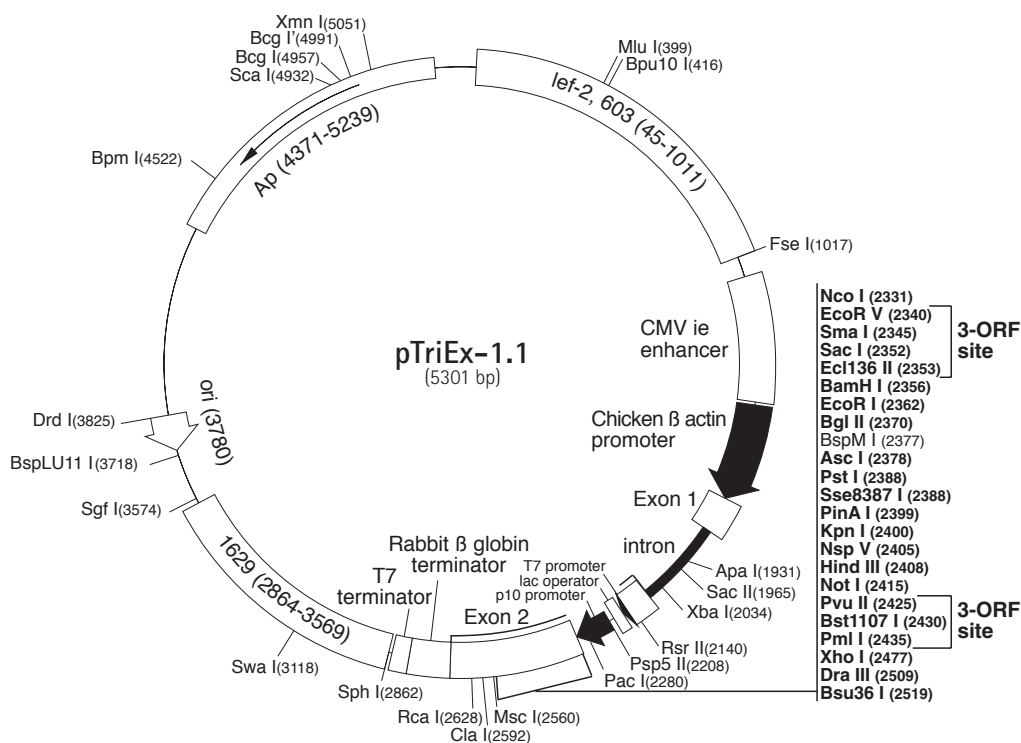 Xmn I(5051)
Bcg I'(4991)
Bcg I(4957)
Sca I(4932)
Bpm I(4522)
Ap (4371-5239)
Mlu I(399)
Bpu10 I(416)
lef-2, 603 (45-1011)
Fse I(1017)
CMV ie
enhancer
pTriEx-1.1
(5301 bp)
Chicken ß actin
promoter
Exon 1
intron
Apa I(1931)
Sac II(1965)
Xba I(2034)
T7 promoter
lac operator
p10 promoter
Rsr II(2140)
Psp5 II(2208)
Pac I(2280)
Exon 2
Msc I(2560)
Cla I(2592)
Rca I(2628)
Rabbit ß globin
terminator
T7
terminator
Sph I(2862)
Swa I(3118)
1629 (2864-3569)
Sgf I(3574)
BspLU11 I(3718)
Drd I(3825)
ori (3780)
Nco I (2331)
EcoR V (2340)
Sma I (2345)
Sac I (2352)
Ecl136 II (2353)
3-ORF
site
BamH I (2356)
EcoR I (2362)
Bgl II (2370)
BspM I (2377)
Asc I (2378)
Pst I (2388)
Sse8387 I (2388)
PinA I (2399)
Kpn I (2400)
Nsp V (2405)
Hind III (2408)
Not I (2415)
Pvu II (2425)
Bst1107 I (2430)
Pml I (2435)
3-ORF
site
Xho I (2477)
Dra III (2509)
Bsu36 I (2519)